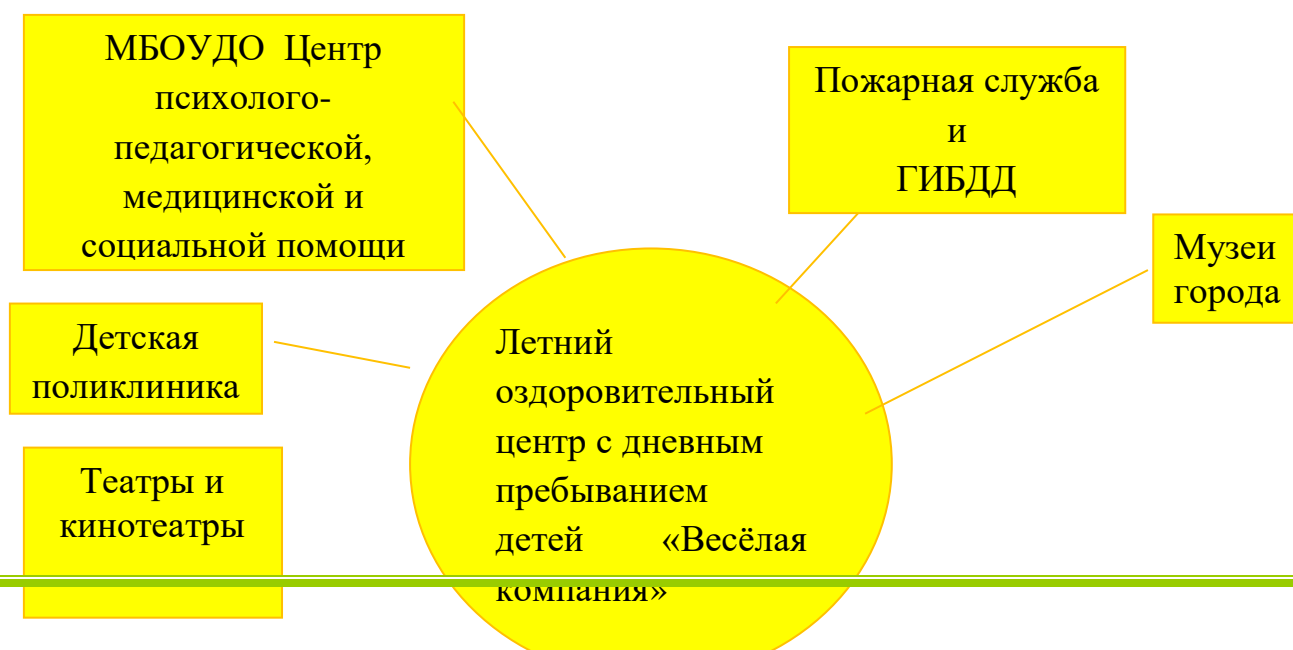 МБОУДО Центр
психолого-
педагогической,
медицинской и
социальной помощи
Пожарная служба
и
ГИБДД
Музеи
города
Детская
поликлиника
Театры и
кинотеатры
Летний
оздоровительный
центр с дневным
пребыванием
детей «Весёлая
компания»